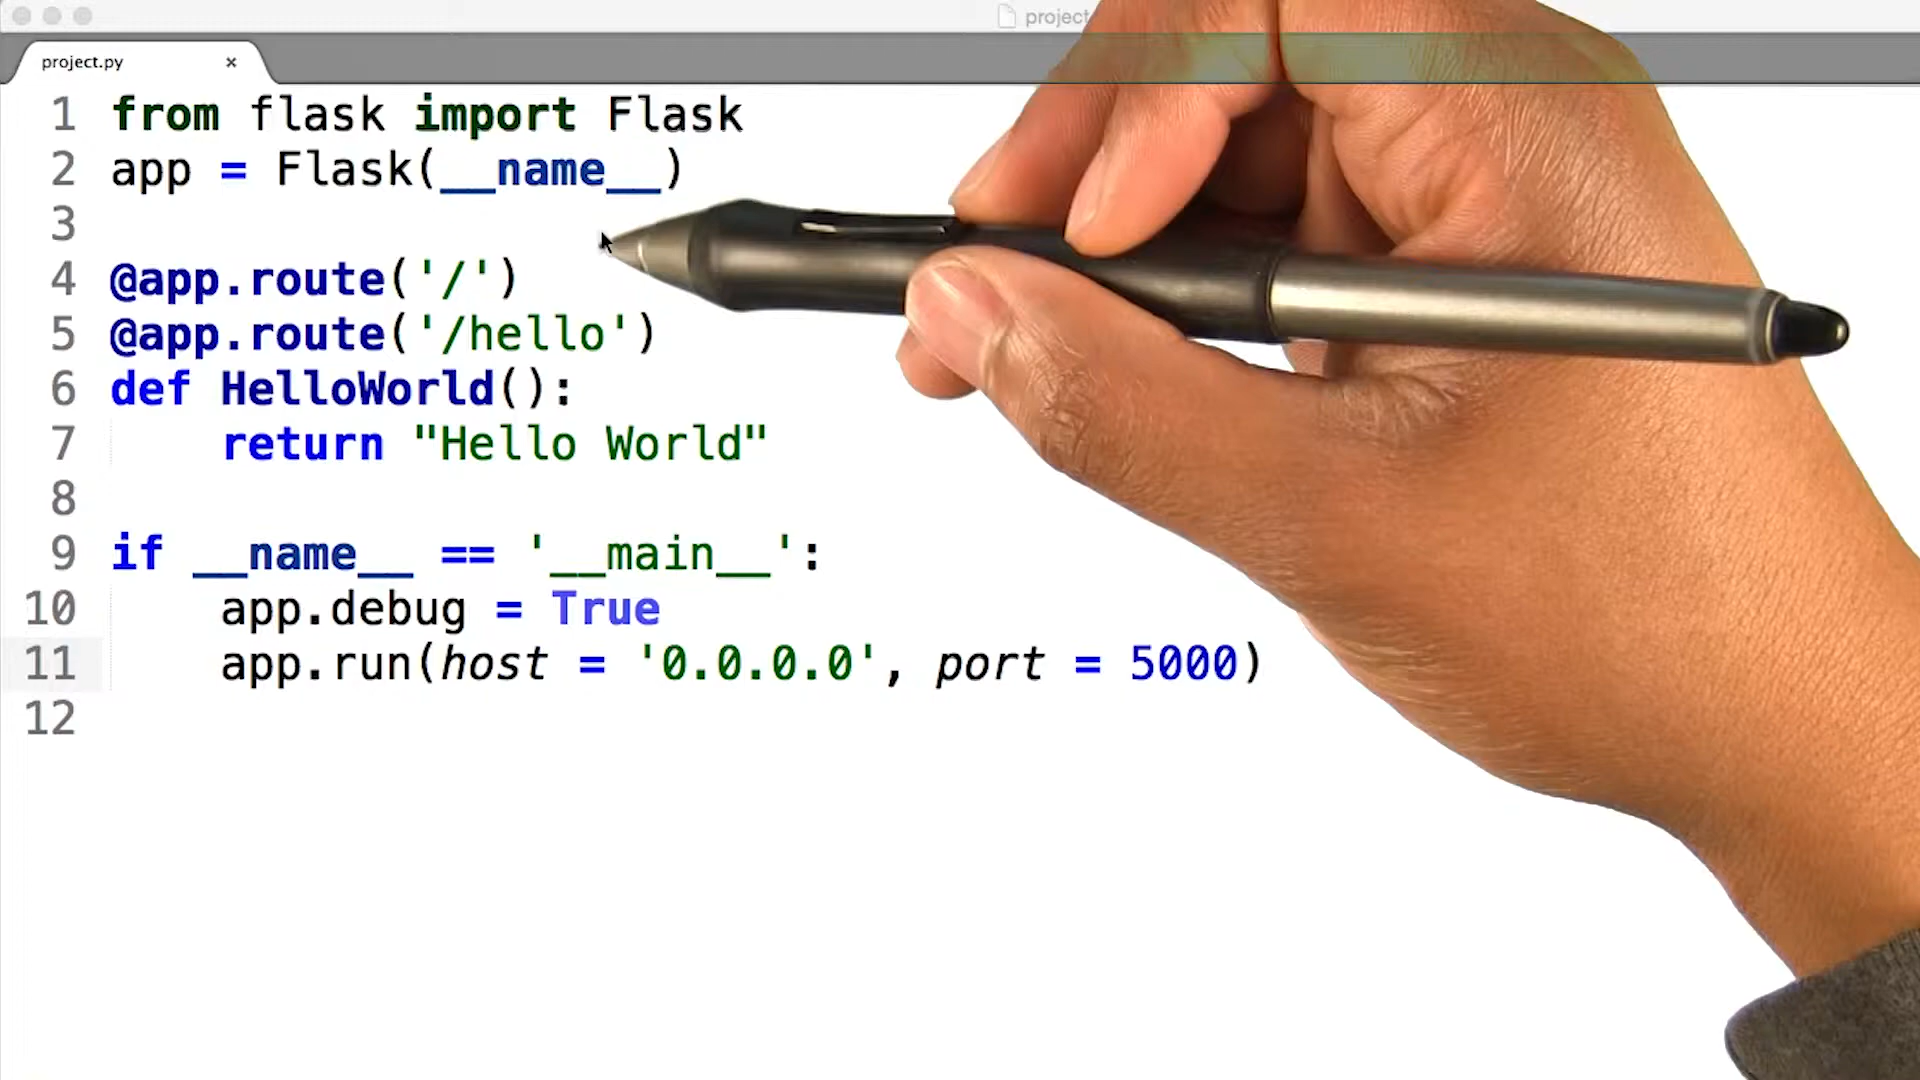 project
project.py ×
1 from flask import Flask
2 app = Flask(__name__)
3
4 @app.route('/')
5 @app.route('/hello')
6 def HelloWorld():
7 return "Hello World"
8
9 if __name__ == '__main__':
10 app.debug = True
11 app.run(host = '0.0.0.0', port = 5000)
12